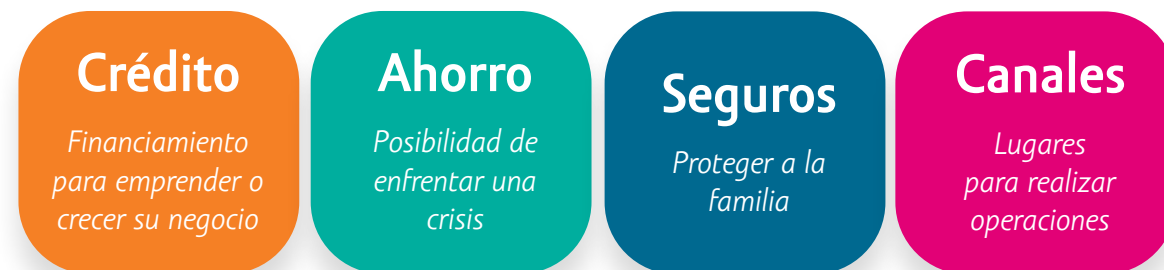 Crédito
Financiamiento
para emprender o
crecer su negocio
Ahorro
Posibilidad de
enfrentar una
crisis
Seguros
Proteger a la
familia
Canales
Lugares
para realizar
operaciones